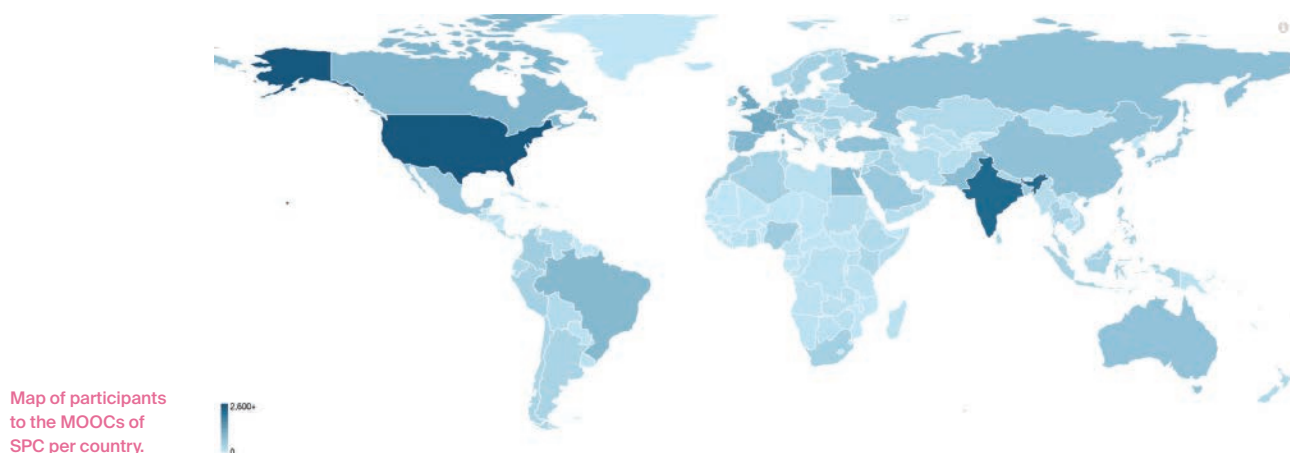 Map of participants
to the MOOCs of
SPC per country.
2,600+
0